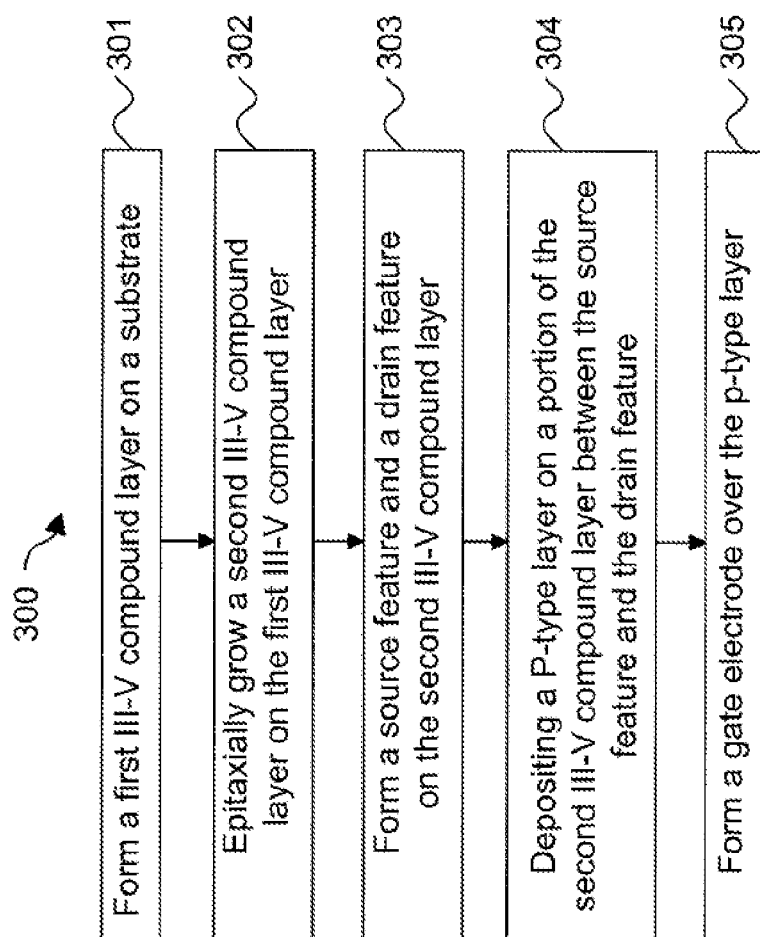 300
Form a first III-V compound layer on a substrate
301
Epitaxially grow a second III-V compound
layer on the first III-V compound layer
302
Form a source feature and a drain feature
on the second III-V compound layer
303
Depositing a P-type layer on a portion of the
second III-V compound layer between the source
feature and the drain feature
304
Form a gate electrode over the p-type layer
305